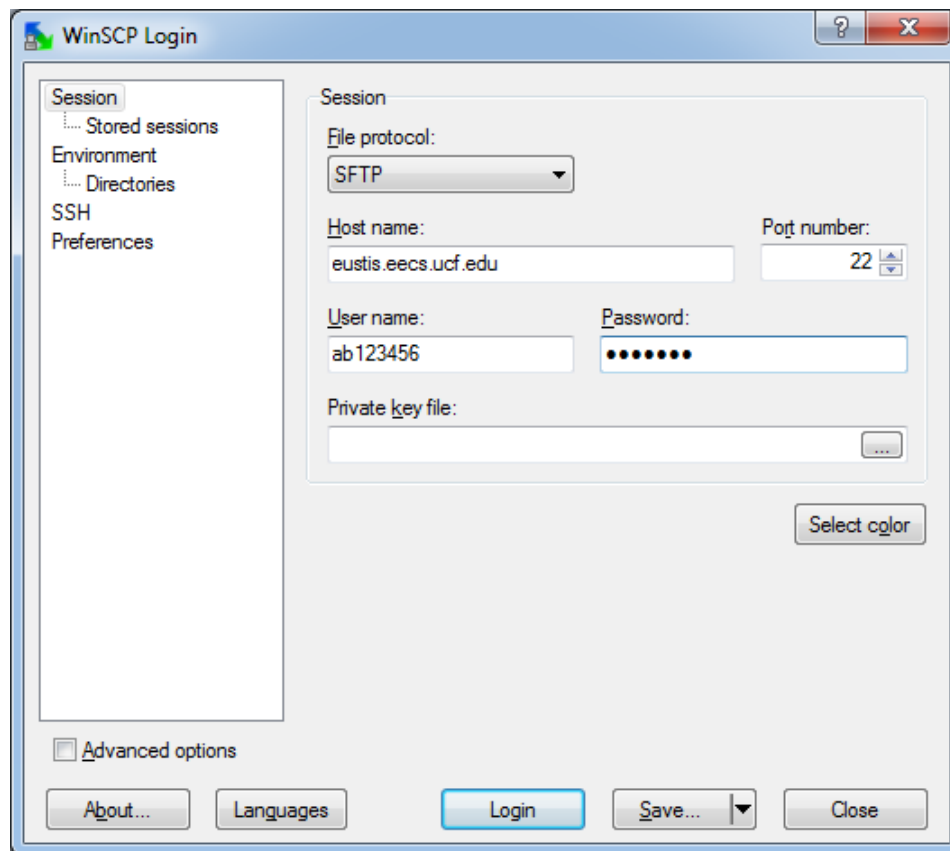 WinSCP Login
Session
Stored sessions
Environment
Directories
SSH
Preferences
Session
File protocol:
SFTP
Host name: Port number:
eustis.eecs.ucf.edu 22
User name: Password:
ab123456 •••••••
Private key file:
...
Select color
Advanced options
About... Languages Login Save... Close